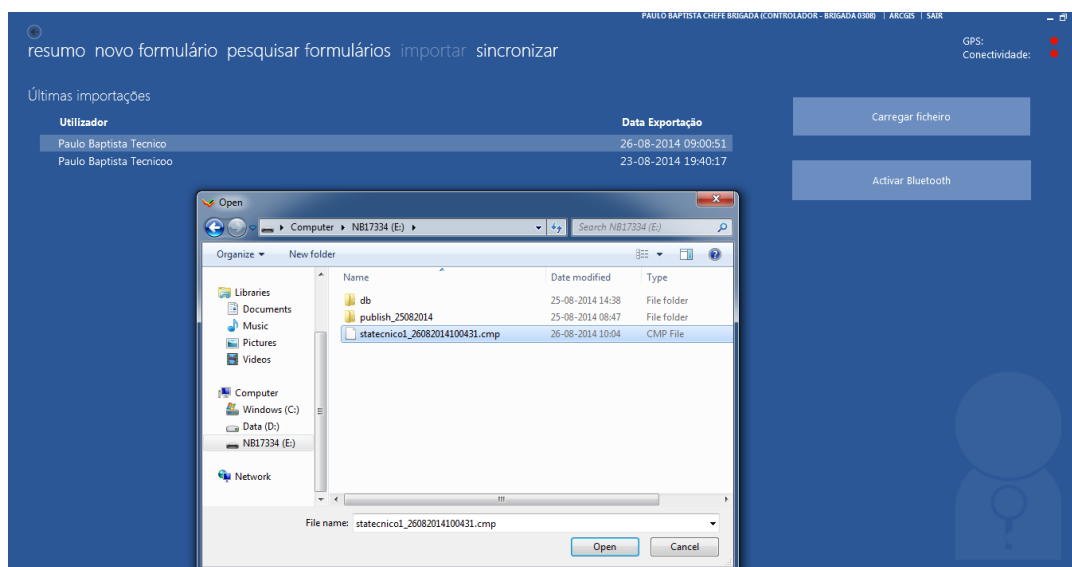 PAULO BAPTISTA CHEFE BRIGADA (CONTROLADOR - BRIGADA 0308) | ARCGIS | SAIR
resumo novo formulário pesquisar formulários importar sincronizar
GPS:
Conectividade:
Últimas importações
Utilizador Data Exportação
Paulo Baptista Tecnico 26-08-2014 09:00:51
Paulo Baptista Tecnicoo 23-08-2014 19:40:17
Carregar ficheiro
Activar Bluetooth
Open
Computer NB17334 (E:)
Search NB17334 (E:)
Organize New folder
Libraries
Documents
Music
Pictures
Videos
Computer
Windows (C:)
Data (D:)
NB17334 (E:)
Network
Name Date modified Type
db 25-08-2014 14:38 File folder
publish_25082014 25-08-2014 08:47 File folder
statecnico1_26082014100431.cmp 26-08-2014 10:04 CMP File
File name: statecnico1_26082014100431.cmp
Open Cancel